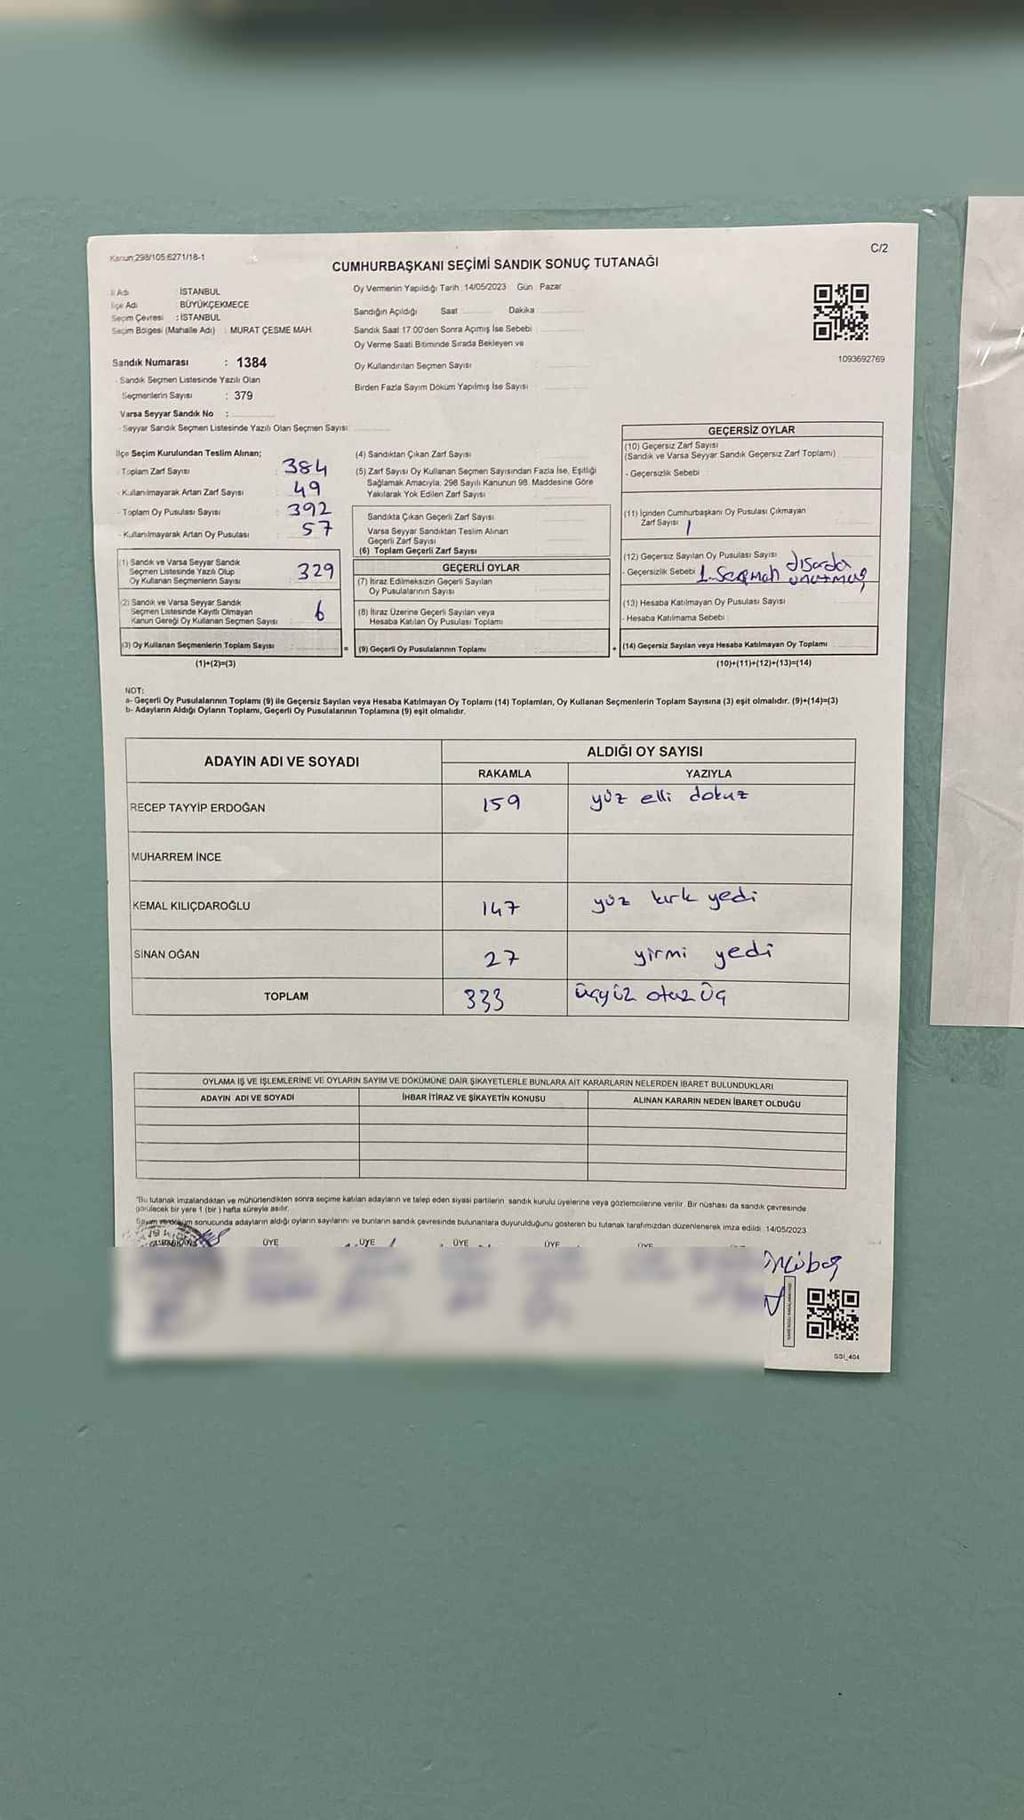 Kanun:298/105:6271/18-1
C/2
CUMHURBAŞKANI SEÇİMİ SANDIK SONUÇ TUTANAĞI
İl Adı : İSTANBUL
İlçe Adı : BÜYÜKÇEKMECE
Seçim Çevresi : İSTANBUL
Seçim Bölgesi (Mahalle Adı) : MURAT ÇEŞME MAH.
Sandık Numarası : 1384
- Sandık Seçmen Listesinde Yazılı Olan
Seçmenlerin Sayısı : 379
Varsa Seyyar Sandık No :
- Seyyar Sandık Seçmen Listesinde Yazılı Olan Seçmen Sayısı
Oy Vermenin Yapıldığı Tarih :14/05/2023 Gün :Pazar
Sandığın Açıldığı Saat Dakika
Sandık Saat 17:00'den Sonra Açımış İse Sebebi
Oy Verme Saati Bitiminde Sırada Bekleyen ve
Oy Kullandırılan Seçmen Sayısı
Birden Fazla Sayım Döküm Yapılmış İse Sayısı
1093692769
İlçe Seçim Kurulundan Teslim Alınan;
- Toplam Zarf Sayısı : 384
- Kullanılmayarak Artan Zarf Sayısı : 49
- Toplam Oy Pusulası Sayısı : 392
- Kullanılmayarak Artan Oy Pusulası : 57
(1) Sandık ve Varsa Seyyar Sandık
Seçmen Listesinde Yazılı Olup
Oy Kullanan Seçmenlerin Sayısı 329
(2) Sandık ve Varsa Seyyar Sandık
Seçmen Listesinde Kayıtlı Olmayan
Kanun Gereği Oy Kullanan Seçmen Sayısı 6
(3) Oy Kullanan Seçmenlerin Toplam Sayısı
(1)+(2)=(3)
(4) Sandıktan Çıkan Zarf Sayısı
(5) Zarf Sayısı Oy Kullanan Seçmen Sayısından Fazla İse, Eşitliği
Sağlamak Amacıyla, 298 Sayılı Kanunun 98. Maddesine Göre
Yakılarak Yok Edilen Zarf Sayısı
Sandıkta Çıkan Geçerli Zarf Sayısı
Varsa Seyyar Sandıktan Teslim Alınan
Geçerli Zarf Sayısı
(6) Toplam Geçerli Zarf Sayısı
GEÇERLİ OYLAR
(7) İtiraz Edilmeksizin Geçerli Sayılan
Oy Pusulalarının Sayısı
(8) İtiraz Üzerine Geçerli Sayılan veya
Hesaba Katılan Oy Pusulası Toplamı
(9) Geçerli Oy Pusulalarının Toplamı
=
+
GEÇERSİZ OYLAR
(10) Geçersiz Zarf Sayısı
(Sandık ve Varsa Seyyar Sandık Geçersiz Zarf Toplamı)
- Geçersizlik Sebebi
(11) İçinden Cumhurbaşkanı Oy Pusulası Çıkmayan
Zarf Sayısı 1
(12) Geçersiz Sayılan Oy Pusulası Sayısı
- Geçersizlik Sebebi 1. Seçmen dışarda unutmuş
(13) Hesaba Katılmayan Oy Pusulası Sayısı
- Hesaba Katılmama Sebebi
(14) Geçersiz Sayılan veya Hesaba Katılmayan Oy Toplamı
(10)+(11)+(12)+(13)=(14)
NOT:
a- Geçerli Oy Pusulalarının Toplamı (9) ile Geçersiz Sayılan veya Hesaba Katılmayan Oy Toplamı (14) Toplamları, Oy Kullanan Seçmenlerin Toplam Sayısına (3) eşit olmalıdır. (9)+(14)=(3)
b- Adayların Aldığı Oyların Toplamı, Geçerli Oy Pusulalarının Toplamına (9) eşit olmalıdır.
ADAYIN ADI VE SOYADI ALDIĞI OY SAYISI
RAKAMLA YAZIYLA
RECEP TAYYİP ERDOĞAN 159 yüz elli dokuz
MUHARREM İNCE
KEMAL KILIÇDAROĞLU 147 yüz kırk yedi
SİNAN OĞAN 27 yirmi yedi
TOPLAM 333 üçyüz otuz üç
OYLAMA İŞ VE İŞLEMLERİNE VE OYLARIN SAYIM VE DÖKÜMÜNE DAİR ŞİKAYETLERLE BUNLARA AİT KARARLARIN NELERDEN İBARET BULUNDUKLARI
ADAYIN ADI VE SOYADI İHBAR İTİRAZ VE ŞİKAYETİN KONUSU ALINAN KARARIN NEDEN İBARET OLDUĞU
"Bu tutanak imzalandıktan ve mühürlendikten sonra seçime katılan adayların ve talep eden siyasi partilerin sandık kurulu üyelerine veya gözlemcilerine verilir. Bir nüshası da sandık çevresinde
görülecek bir yere 1 (bir ) hafta süreyle asılır.
Sayım ve döküm sonucunda adayların aldığı oyların sayılarını ve bunların sandık çevresinde bulunanlara duyurulduğunu gösteren bu tutanak tarafımızdan düzenlenerek imza edildi. 14/05/2023
ÜYE ÜYE ÜYE ÜYE ÜYE